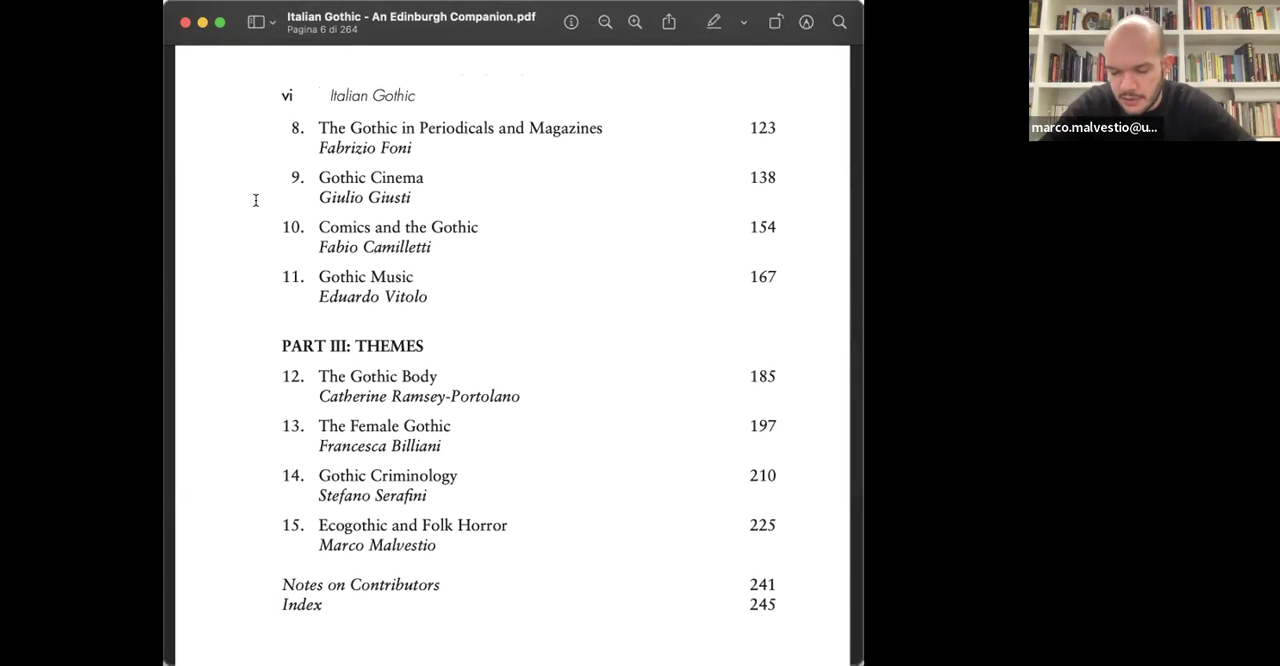 Italian Gothic - An Edinburgh Companion.pdf
Pagina 6 di 264
vi Italian Gothic
8. The Gothic in Periodicals and Magazines 123
Fabrizio Foni
9. Gothic Cinema 138
Giulio Giusti
10. Comics and the Gothic 154
Fabio Camilletti
11. Gothic Music 167
Eduardo Vitolo
PART III: THEMES
12. The Gothic Body 185
Catherine Ramsey-Portolano
13. The Female Gothic 197
Francesca Billiani
14. Gothic Criminology 210
Stefano Serafini
15. Ecogothic and Folk Horror 225
Marco Malvestio
Notes on Contributors 241
Index 245
marco.malvestio@u...